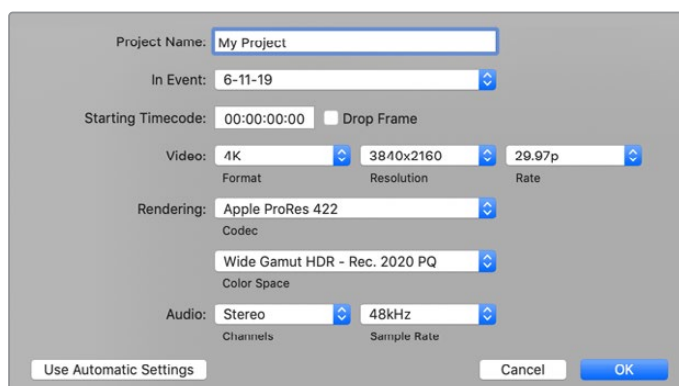 Project Name: My Project
In Event: 6-11-19
Starting Timecode: 00:00:00:00 Drop Frame
Video: 4K 3840x2160 29.97p
Format Resolution Rate
Rendering: Apple ProRes 422
Codec
Wide Gamut HDR - Rec. 2020 PQ
Color Space
Audio: Stereo 48kHz
Channels Sample Rate
Use Automatic Settings Cancel OK